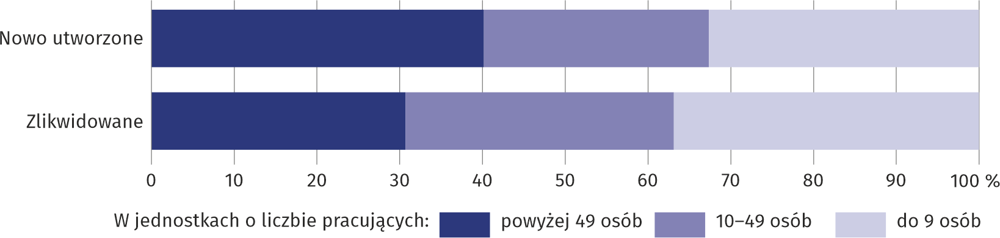 Nowo utworzone
Zlikwidowane
0 10 20 30 40 50 60 70 80 90 100 %
W jednostkach o liczbie pracujących: powyżej 49 osób 10–49 osób do 9 osób